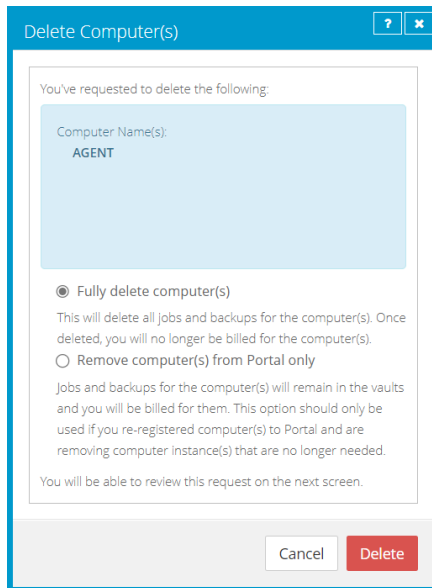 Delete Computer(s)
? ×
You've requested to delete the following:
Computer Name(s):
AGENT
Fully delete computer(s)
This will delete all jobs and backups for the computer(s). Once
deleted, you will no longer be billed for the computer(s).
Remove computer(s) from Portal only
Jobs and backups for the computer(s) will remain in the vaults
and you will be billed for them. This option should only be
used if you re-registered computer(s) to Portal and are
removing computer instance(s) that are no longer needed.
You will be able to review this request on the next screen.
Cancel Delete